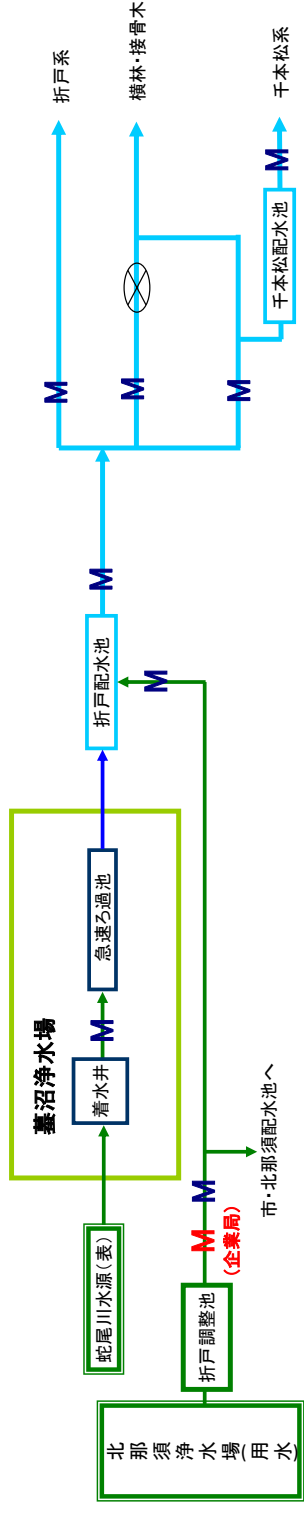 蟇沼浄水場
蛇尾川水源(表)
着水井
M
急速ろ過池
折戸配水池
M
M
折戸系
M
横林・接骨木
M
千本松配水池
M
千本松系
北那須浄水場(用水)
折戸調整池
M
(企業局)
M
市・北那須配水池へ
M